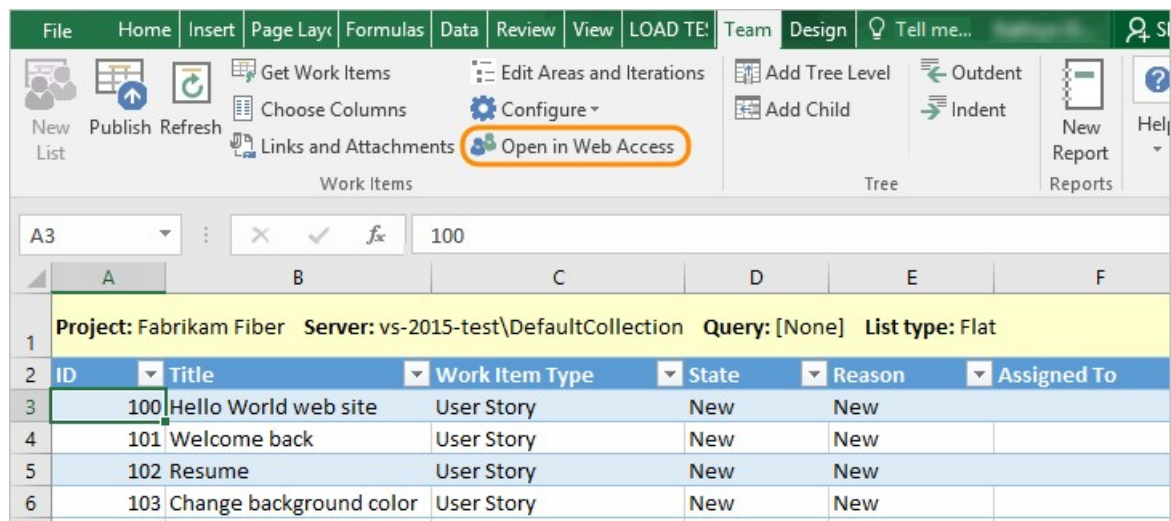 File Home Insert Page Layo Formulas Data Review View LOAD TE Team Design Tell me...
Get Work Items Edit Areas and Iterations Add Tree Level Outdent
Choose Columns Configure Add Child Indent
New List Publish Refresh Links and Attachments Open in Web Access New Report Help
Work Items Tree Reports
A3 fx 100
A B C D E F
1 Project: Fabrikam Fiber Server: vs-2015-test\DefaultCollection Query: [None] List type: Flat
2 ID Title Work Item Type State Reason Assigned To
3 100 Hello World web site User Story New New
4 101 Welcome back User Story New New
5 102 Resume User Story New New
6 103 Change background color User Story New New